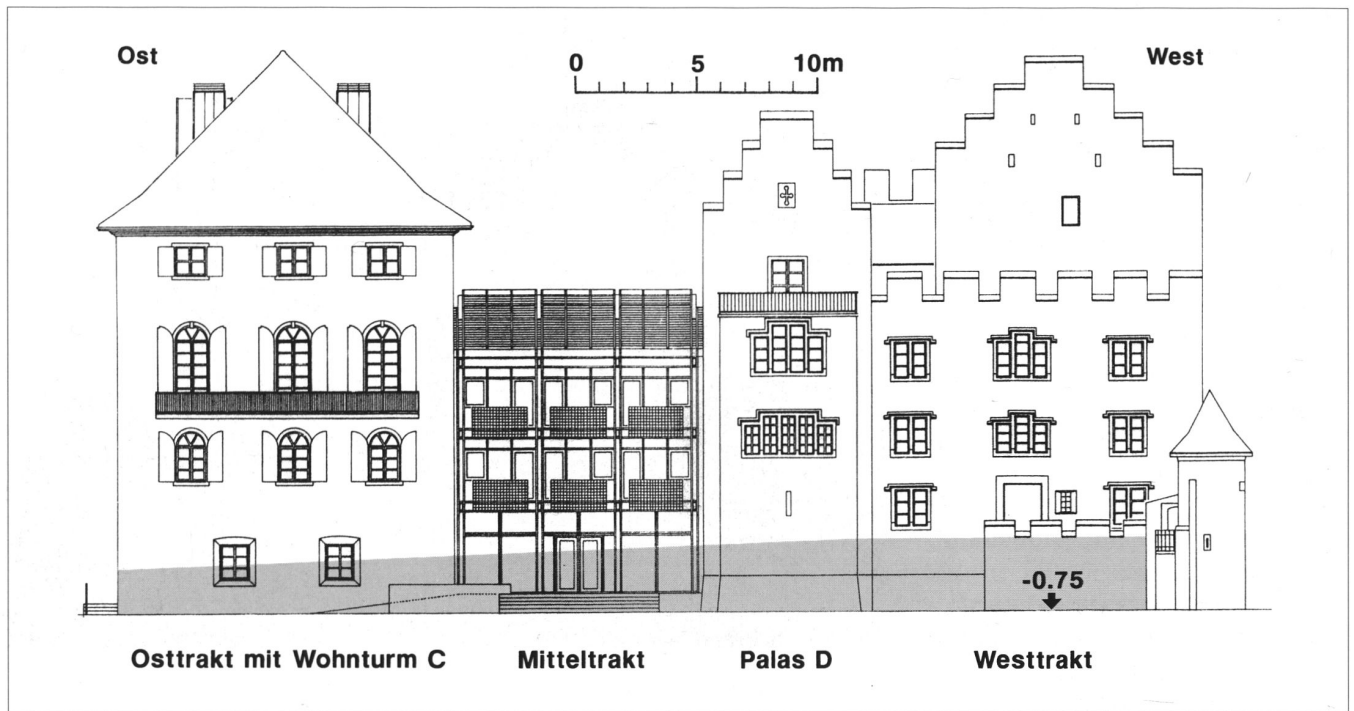 Ost
0 5 10m
West
-0.75
Osttrakt mit Wohnturm C
Mitteltrakt
Palas D
Westtrakt